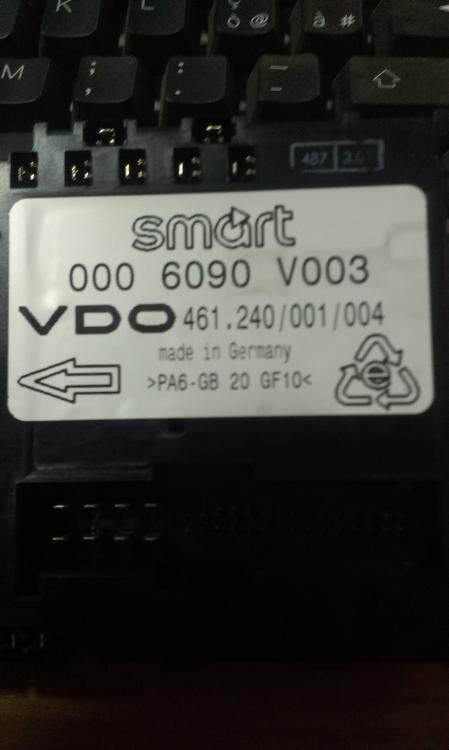 K L ò @ à #
M ; , : . _ -
487 3.0
smart
000 6090 V003
VDO 461.240/001/004
made in Germany
>PA6-GB 20 GF10<